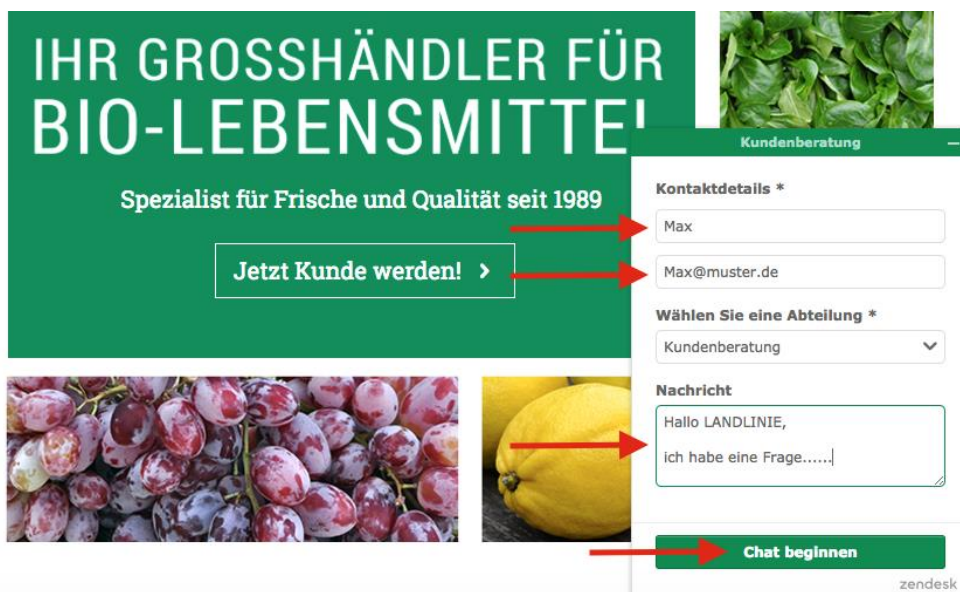 IHR GROSSHÄNDLER FÜR
BIO-LEBENSMITTEL
Spezialist für Frische und Qualität seit 1989
Jetzt Kunde werden!
Kundenberatung
Kontaktdetails *
Max
Max@muster.de
Wählen Sie eine Abteilung *
Kundenberatung
Nachricht
Hallo LANDLINIE,
ich habe eine Frage......
Chat beginnen
zendesk